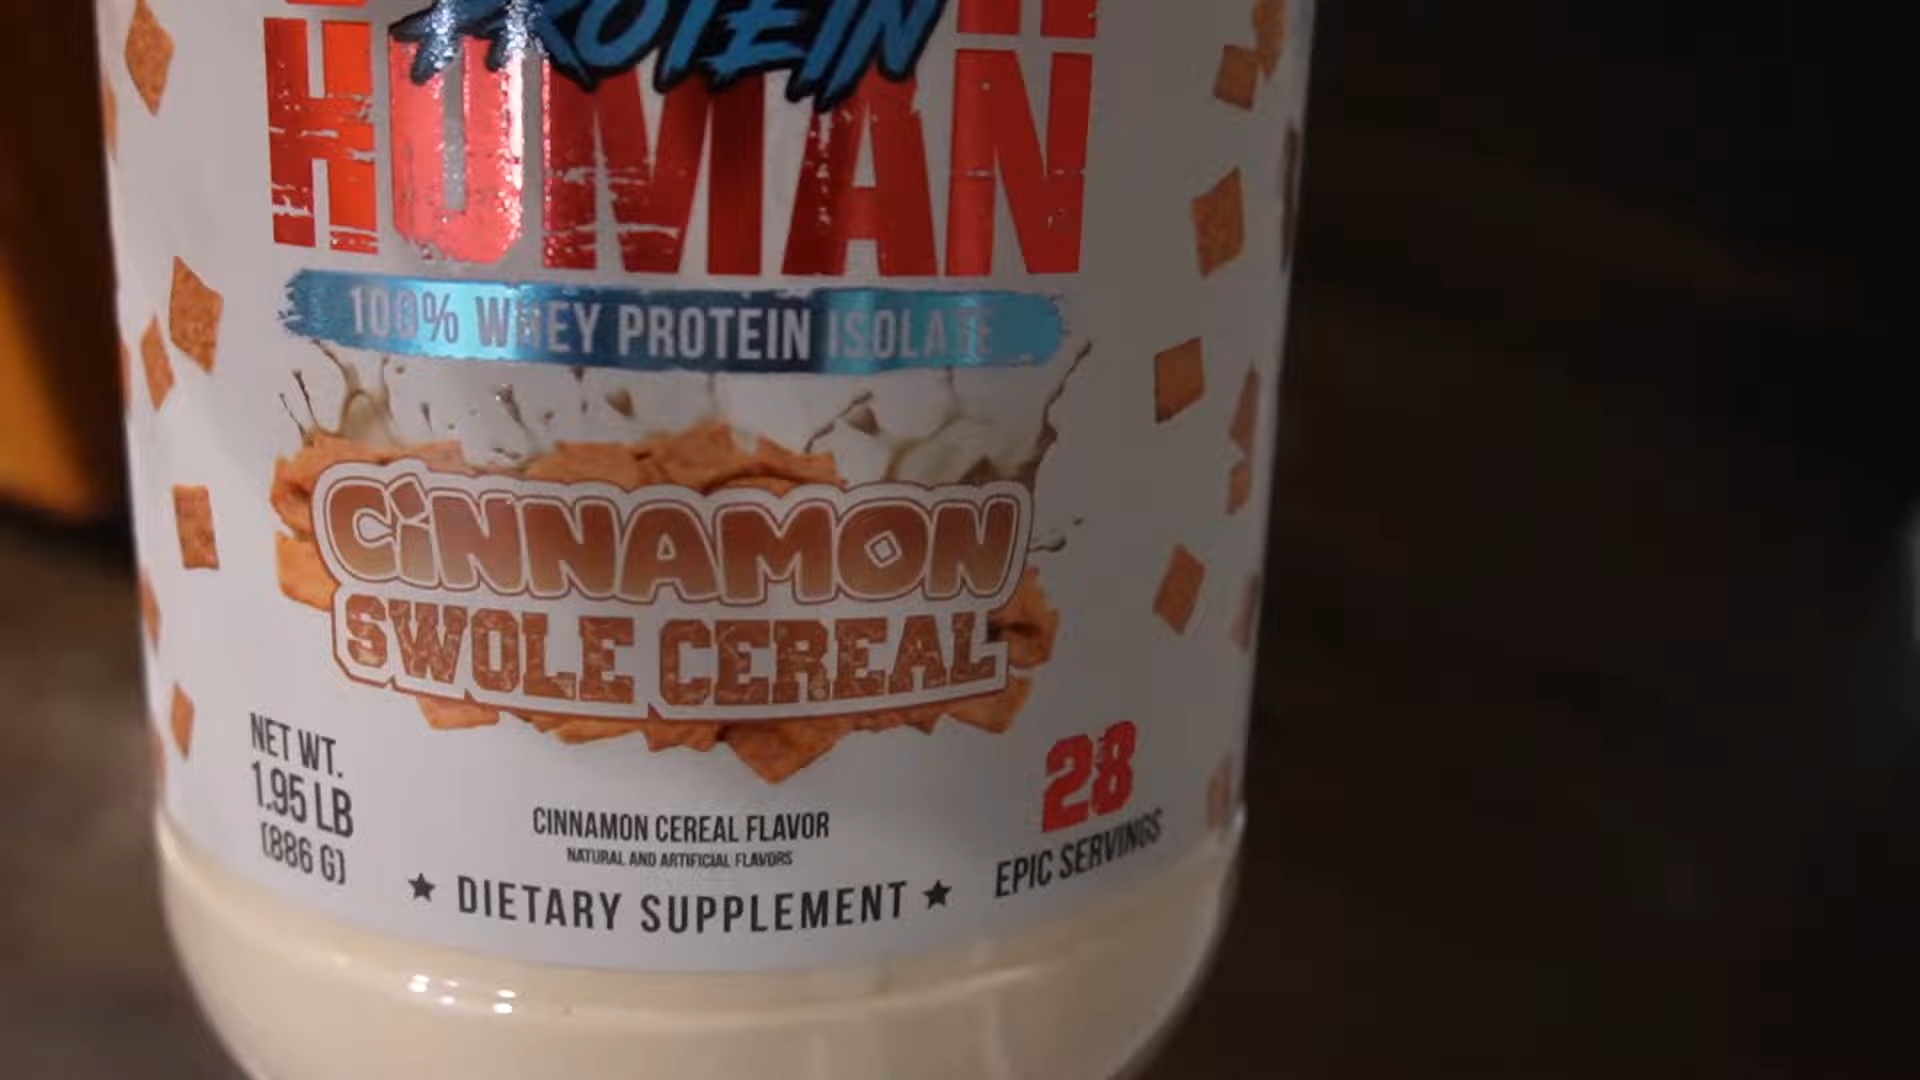 PROTEIN
HUMAN
100% WHEY PROTEIN ISOLATE
CINNAMON
SWOLE CEREAL
NET WT.
1.95 LB
(886 G)
CINNAMON CEREAL FLAVOR
NATURAL AND ARTIFICIAL FLAVORS
★ DIETARY SUPPLEMENT ★
28
EPIC SERVINGS